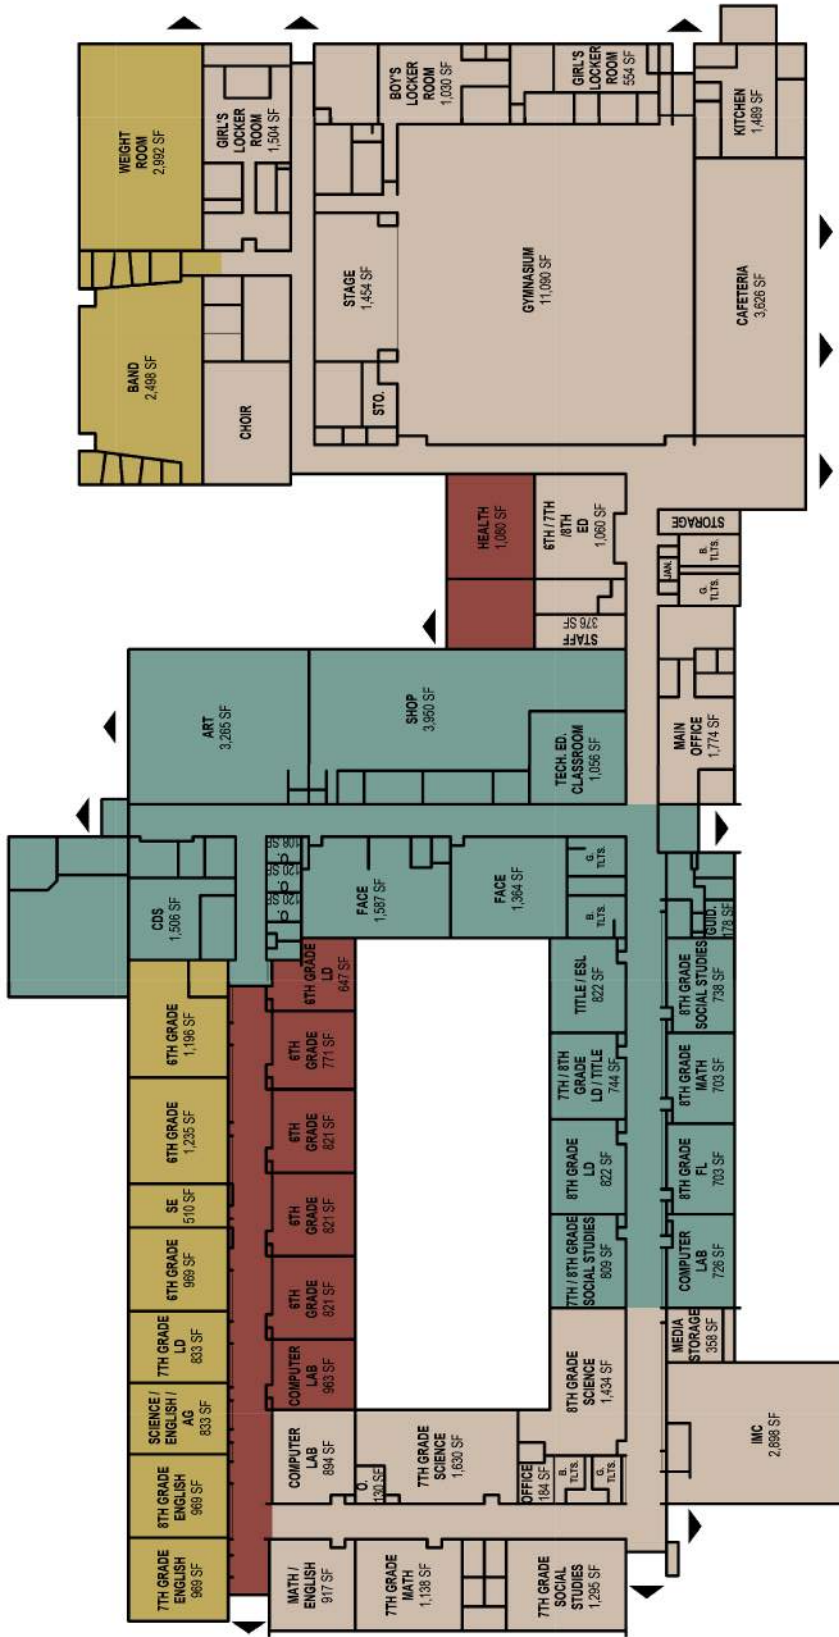 WEIGHT
ROOM
2,992 SF
GIRL'S
LOCKER
ROOM
1,504 SF
BOY'S
LOCKER
ROOM
1,030 SF
GIRL'S
LOCKER
ROOM
554 SF
KITCHEN
1,489 SF
BAND
2,498 SF
CHOIR
STAGE
1,454 SF
STO.
GYMNASIUM
11,090 SF
CAFETERIA
3,626 SF
HEALTH
1,080 SF
6TH / 7TH
/8TH
ED
1,060 SF
STAFF
376 SF
STORAGE
JAN.
B.
TLTS.
G.
TLTS.
ART
3,265 SF
SHOP
3,950 SF
TECH. ED.
CLASSROOM
1,056 SF
MAIN
OFFICE
1,774 SF
CDS
1,506 SF
108 SF
O.
120 SF
O.
120 SF
O.
FACE
1,587 SF
FACE
1,364 SF
G.
TLTS.
B.
TLTS.
GUID.
178 SF
6TH GRADE
1,196 SF
6TH GRADE
LD
647 SF
TITLE / ESL
822 SF
8TH GRADE
SOCIAL STUDIES
738 SF
6TH GRADE
1,235 SF
6TH
GRADE
771 SF
7TH / 8TH
GRADE
LD / TITLE
744 SF
8TH GRADE
MATH
703 SF
SE
510 SF
6TH
GRADE
821 SF
8TH GRADE
LD
822 SF
8TH GRADE
FL
703 SF
6TH GRADE
969 SF
6TH
GRADE
821 SF
7TH / 8TH GRADE
SOCIAL STUDIES
809 SF
COMPUTER
LAB
726 SF
7TH GRADE
LD
833 SF
6TH
GRADE
821 SF
MEDIA
STORAGE
358 SF
SCIENCE /
ENGLISH /
AG
833 SF
COMPUTER
LAB
963 SF
8TH GRADE
SCIENCE
1,434 SF
8TH GRADE
ENGLISH
969 SF
COMPUTER
LAB
894 SF
O.
130 SF
7TH GRADE
SCIENCE
1,630 SF
OFFICE
184 SF
B.
TLTS.
G.
TLTS.
IMC
2,898 SF
7TH GRADE
ENGLISH
969 SF
MATH /
ENGLISH
917 SF
7TH GRADE
MATH
1,138 SF
7TH GRADE
SOCIAL
STUDIES
1,295 SF